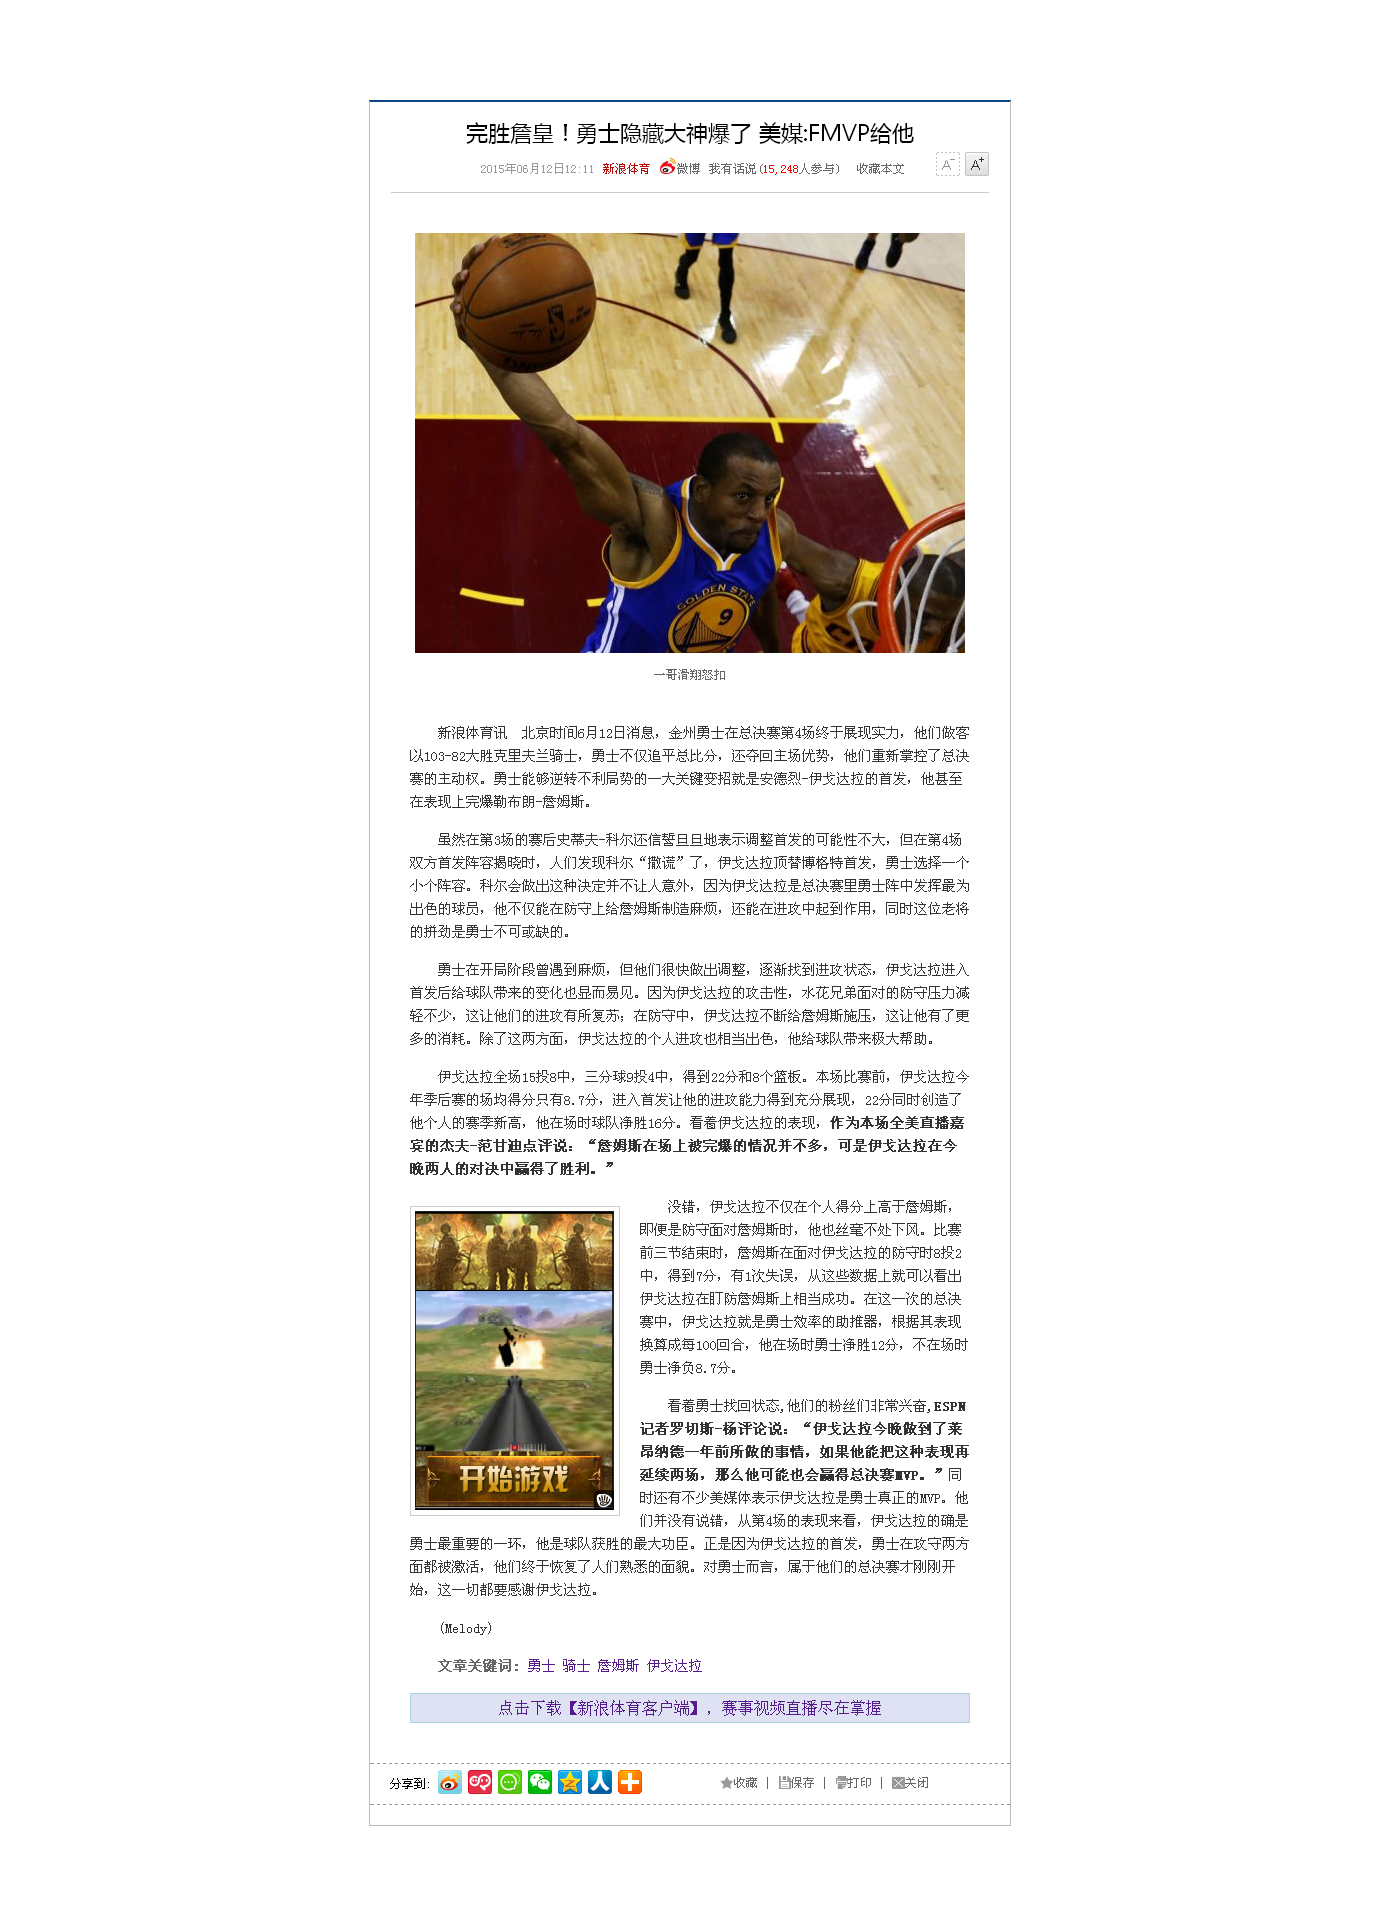 完胜詹皇！勇士隐藏大神爆了 美媒:FMVP给他
2015年06月12日12:11 新浪体育 微博 我有话说(15,248人参与) 收藏本文
A- A+
GOLDEN STATE
9
一哥滑翔怒扣
新浪体育讯 北京时间6月12日消息，金州勇士在总决赛第4场终于展现实力，他们做客
以103-82大胜克里夫兰骑士，勇士不仅追平总比分，还夺回主场优势，他们重新掌控了总决
赛的主动权。勇士能够逆转不利局势的一大关键变招就是安德烈-伊戈达拉的首发，他甚至
在表现上完爆勒布朗-詹姆斯。
虽然在第3场的赛后史蒂夫-科尔还信誓旦旦地表示调整首发的可能性不大，但在第4场
双方首发阵容揭晓时，人们发现科尔“撒谎”了，伊戈达拉顶替博格特首发，勇士选择一个
小个阵容。科尔会做出这种决定并不让人意外，因为伊戈达拉是总决赛里勇士阵中发挥最为
出色的球员，他不仅能在防守上给詹姆斯制造麻烦，还能在进攻中起到作用，同时这位老将
的拼劲是勇士不可或缺的。
勇士在开局阶段曾遇到麻烦，但他们很快做出调整，逐渐找到进攻状态，伊戈达拉进入
首发后给球队带来的变化也显而易见。因为伊戈达拉的攻击性，水花兄弟面对的防守压力减
轻不少，这让他们的进攻有所复苏；在防守中，伊戈达拉不断给詹姆斯施压，这让他有了更
多的消耗。除了这两方面，伊戈达拉的个人进攻也相当出色，他给球队带来极大帮助。
伊戈达拉全场15投8中，三分球9投4中，得到22分和8个篮板。本场比赛前，伊戈达拉今
年季后赛的场均得分只有8.7分，进入首发让他的进攻能力得到充分展现，22分同时创造了
他个人的赛季新高，他在场时球队净胜16分。看着伊戈达拉的表现，作为本场全美直播嘉
宾的杰夫-范甘迪点评说：“詹姆斯在场上被完爆的情况并不多，可是伊戈达拉在今
晚两人的对决中赢得了胜利。”
没错，伊戈达拉不仅在个人得分上高于詹姆斯，
即便是防守面对詹姆斯时，他也丝毫不处下风。比赛
前三节结束时，詹姆斯在面对伊戈达拉的防守时8投2
中，得到7分，有1次失误，从这些数据上就可以看出
伊戈达拉在盯防詹姆斯上相当成功。在这一次的总决
赛中，伊戈达拉就是勇士效率的助推器，根据其表现
换算成每100回合，他在场时勇士净胜12分，不在场时
勇士净负8.7分。
开始游戏
看着勇士找回状态,他们的粉丝们非常兴奋,ESPN
记者罗切斯-杨评论说：“伊戈达拉今晚做到了莱
昂纳德一年前所做的事情，如果他能把这种表现再
延续两场，那么他可能也会赢得总决赛MVP。”同
时还有不少美媒体表示伊戈达拉是勇士真正的MVP。他
们并没有说错，从第4场的表现来看，伊戈达拉的确是
勇士最重要的一环，他是球队获胜的最大功臣。正是因为伊戈达拉的首发，勇士在攻守两方
面都被激活，他们终于恢复了人们熟悉的面貌。对勇士而言，属于他们的总决赛才刚刚开
始，这一切都要感谢伊戈达拉。
(Melody)
文章关键词：勇士 骑士 詹姆斯 伊戈达拉
点击下载【新浪体育客户端】，赛事视频直播尽在掌握
分享到: 收藏 | 保存 | 打印 | 关闭